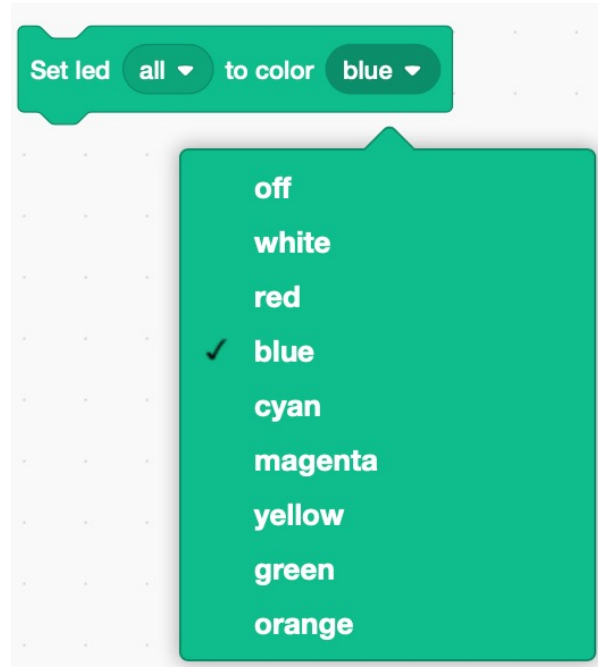 Set led all to color blue
off
white
red
blue
cyan
magenta
yellow
green
orange